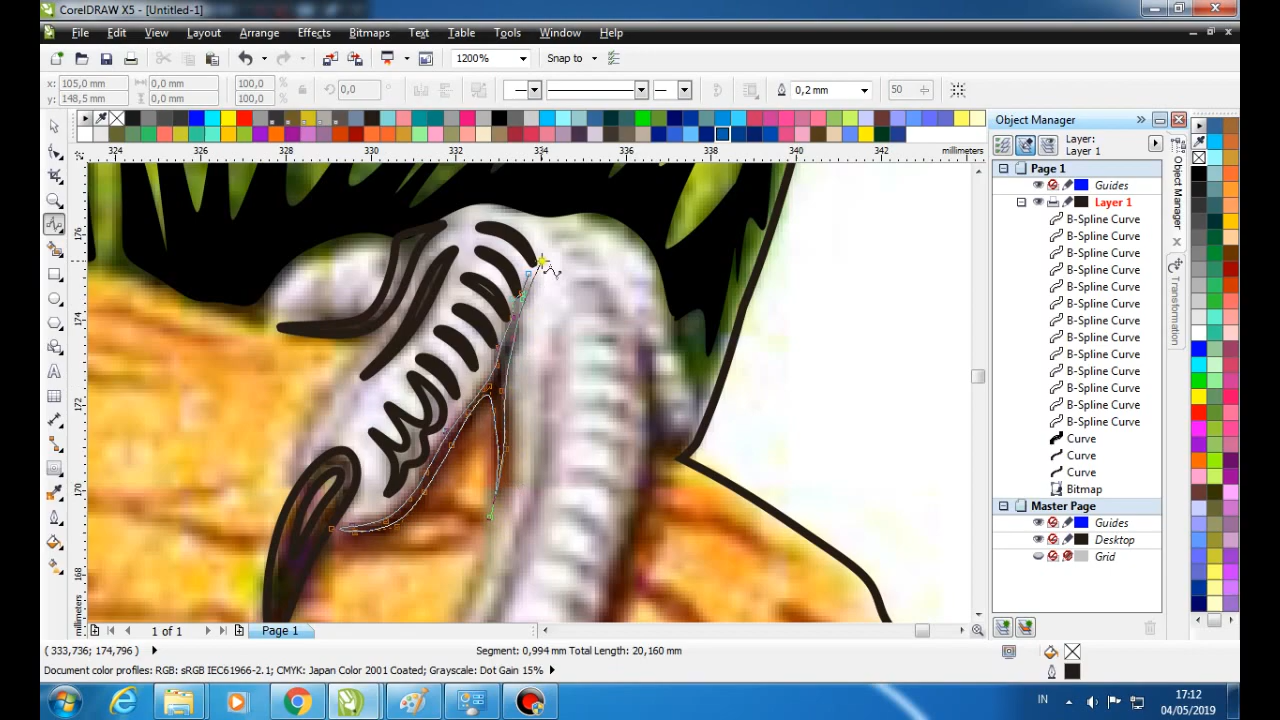 CorelDRAW X5 - [Untitled-1]
File Edit View Layout Arrange Effects Bitmaps Text Table Tools Window Help
1200% Snap to
x: 105,0 mm 0,0 mm 100,0 % 0,0 0,2 mm 50
y: 148,5 mm 0,0 mm 100,0 %
Object Manager
Layer:
Layer 1
324 326 328 330 332 334 336 338 340 342 millimeters
176
174
172
170
168
millimeters
Page 1
Guides
Layer 1
B-Spline Curve
B-Spline Curve
B-Spline Curve
B-Spline Curve
B-Spline Curve
B-Spline Curve
B-Spline Curve
B-Spline Curve
B-Spline Curve
B-Spline Curve
B-Spline Curve
B-Spline Curve
B-Spline Curve
Curve
Curve
Curve
Bitmap
Master Page
Guides
Desktop
Grid
Object Manager
Transformation
1 of 1 Page 1
( 333,736; 174,796 ) Segment: 0,994 mm Total Length: 20,160 mm
Document color profiles: RGB: sRGB IEC61966-2.1; CMYK: Japan Color 2001 Coated; Grayscale: Dot Gain 15%
IN 17:12
04/05/2019